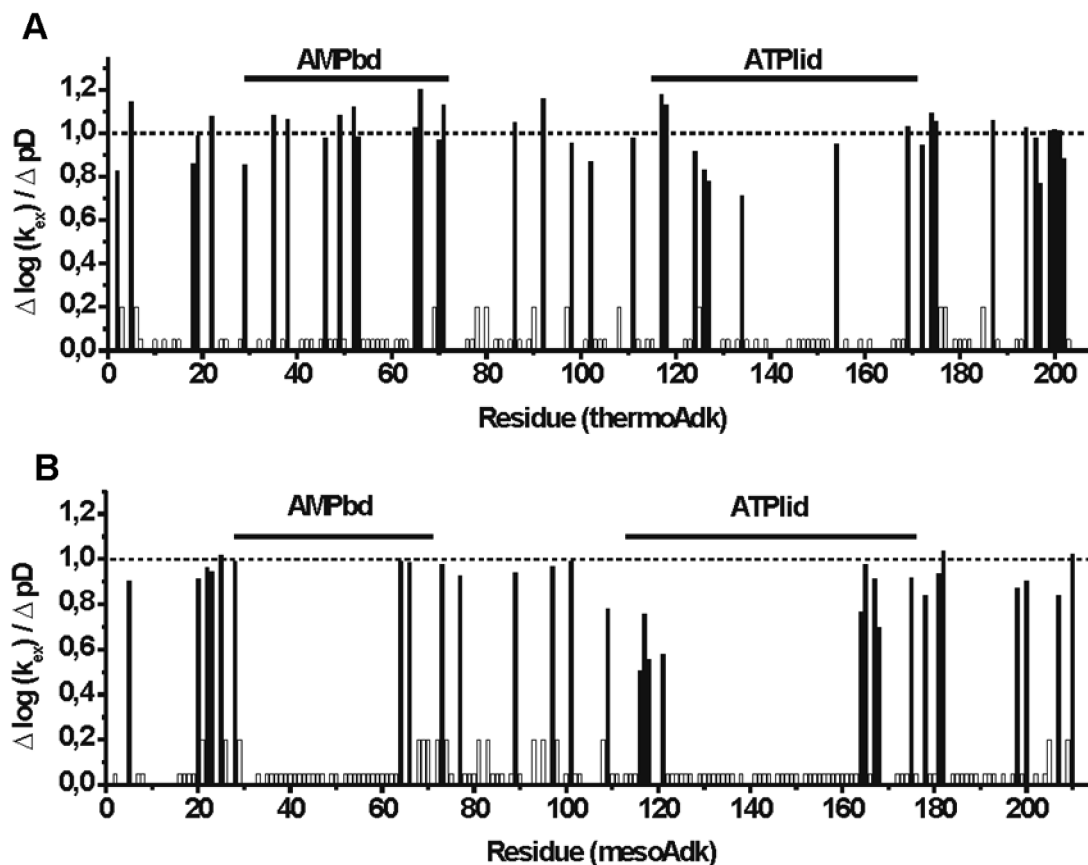 A
AMPbd
ATPlid
Δ log (kex) / Δ pD
1,2
1,0
0,8
0,6
0,4
0,2
0,0
0 20 40 60 80 100 120 140 160 180 200
Residue (thermoAdk)
B
AMPbd
ATPlid
Δ log (kex) / Δ pD
1,2
1,0
0,8
0,6
0,4
0,2
0,0
0 20 40 60 80 100 120 140 160 180 200
Residue (mesoAdk)